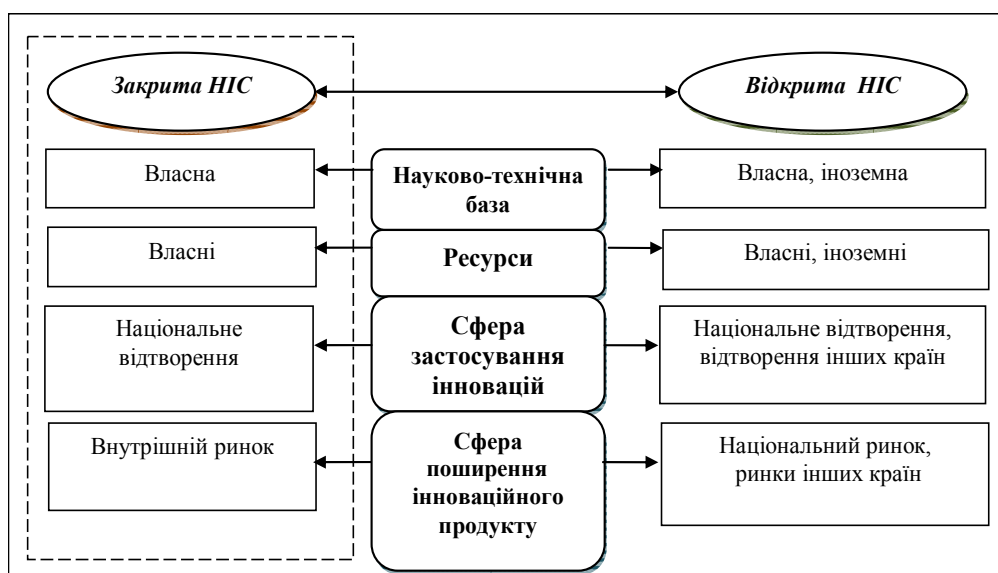 Закрита НІС
Відкрита НІС
Власна
Науково-технічна
база
Власна, іноземна
Власні
Ресурси
Власні, іноземні
Національне
відтворення
Сфера
застосування
інновацій
Національне відтворення,
відтворення інших країн
Внутрішній ринок
Сфера
поширення
інноваційного
продукту
Національний ринок,
ринки інших країн